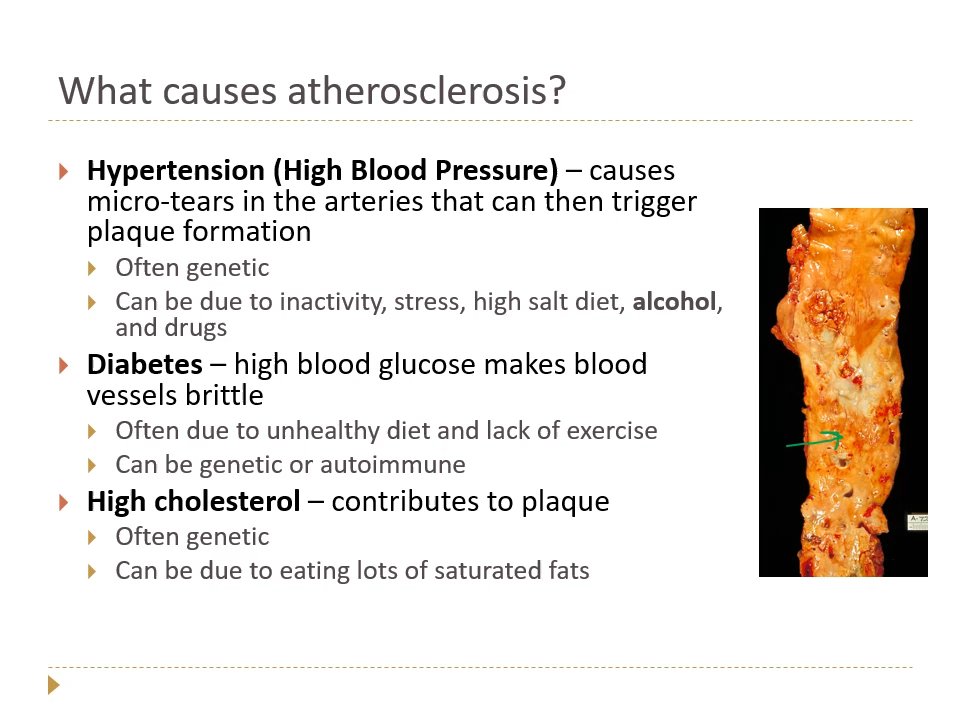 What causes atherosclerosis?
Hypertension (High Blood Pressure) – causes
micro-tears in the arteries that can then trigger
plaque formation
Often genetic
Can be due to inactivity, stress, high salt diet, alcohol,
and drugs
Diabetes – high blood glucose makes blood
vessels brittle
Often due to unhealthy diet and lack of exercise
Can be genetic or autoimmune
High cholesterol – contributes to plaque
Often genetic
Can be due to eating lots of saturated fats